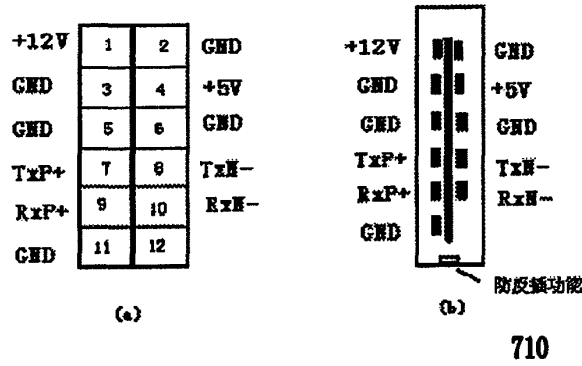 +12V 1 2 GND
GND 3 4 +5V
GND 5 6 GND
TxP+ 7 8 TxN-
RxP+ 9 10 RxN-
GND 11 12
(a)
+12V GND
GND +5V
GND GND
TxP+ TxN-
RxP+ RxN-
GND
防反插功能
(b)
710